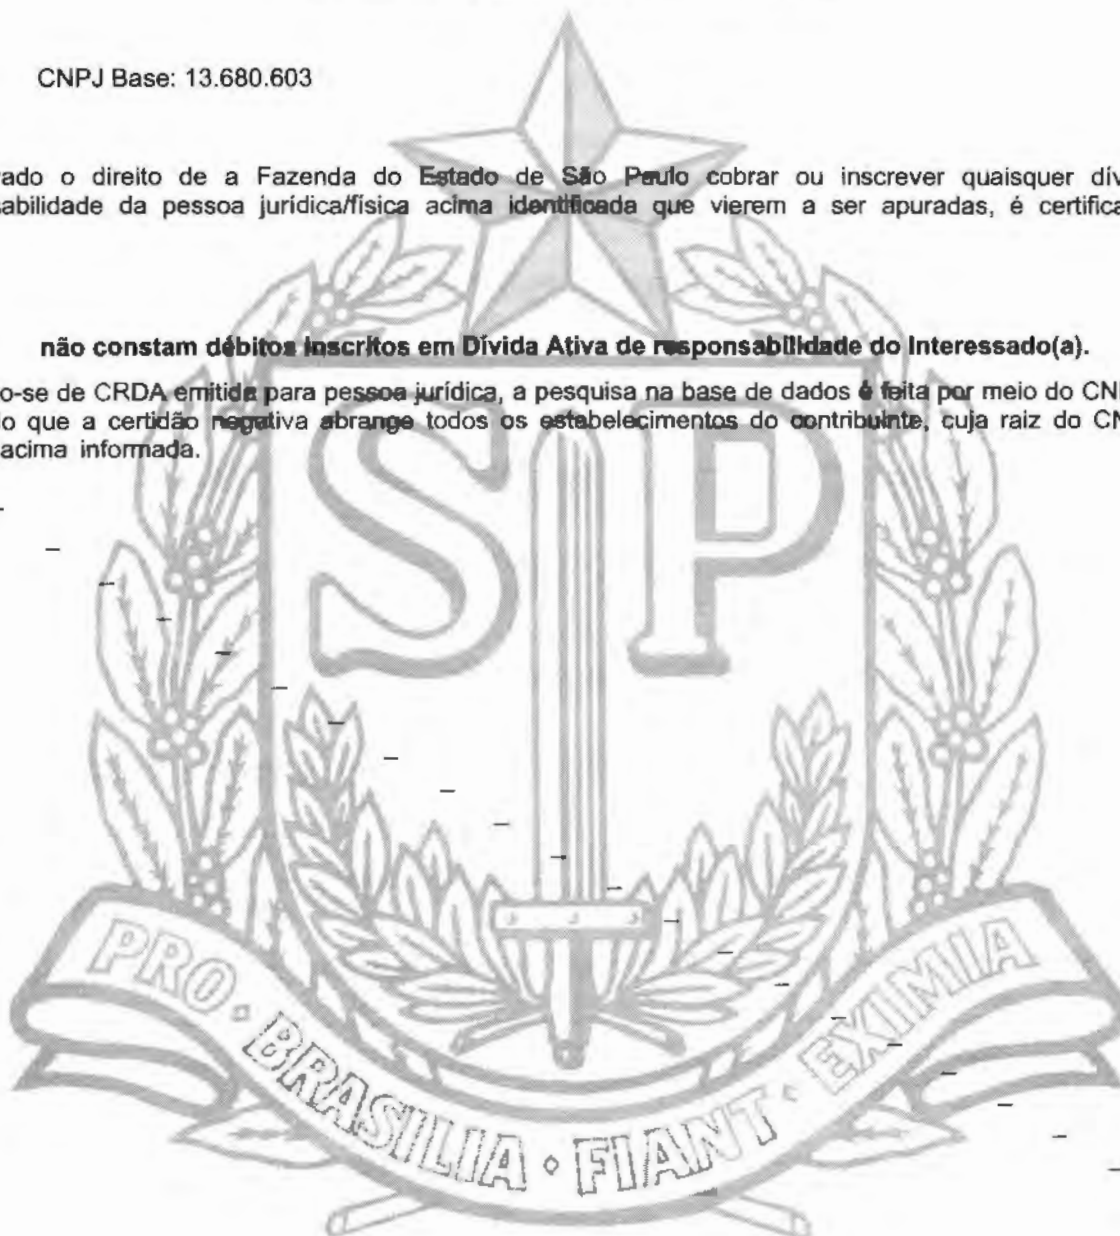 CNPJ Base: 13.680.603
ado o direito de a Fazenda do Estado de São Paulo cobrar ou inscrever quaisquer dív
sabilidade da pessoa jurídica/física acima identificada que vierem a ser apuradas, é certifica
não constam débitos inscritos em Dívida Ativa de responsabilidade do Interessado(a).
o-se de CRDA emitida para pessoa jurídica, a pesquisa na base de dados é feita por meio do CN
o que a certidão negativa abrange todos os estabelecimentos do contribuinte, cuja raiz do CN
acima informada.
SP
PRO · BRASILIA · FIANT · EXIMIA